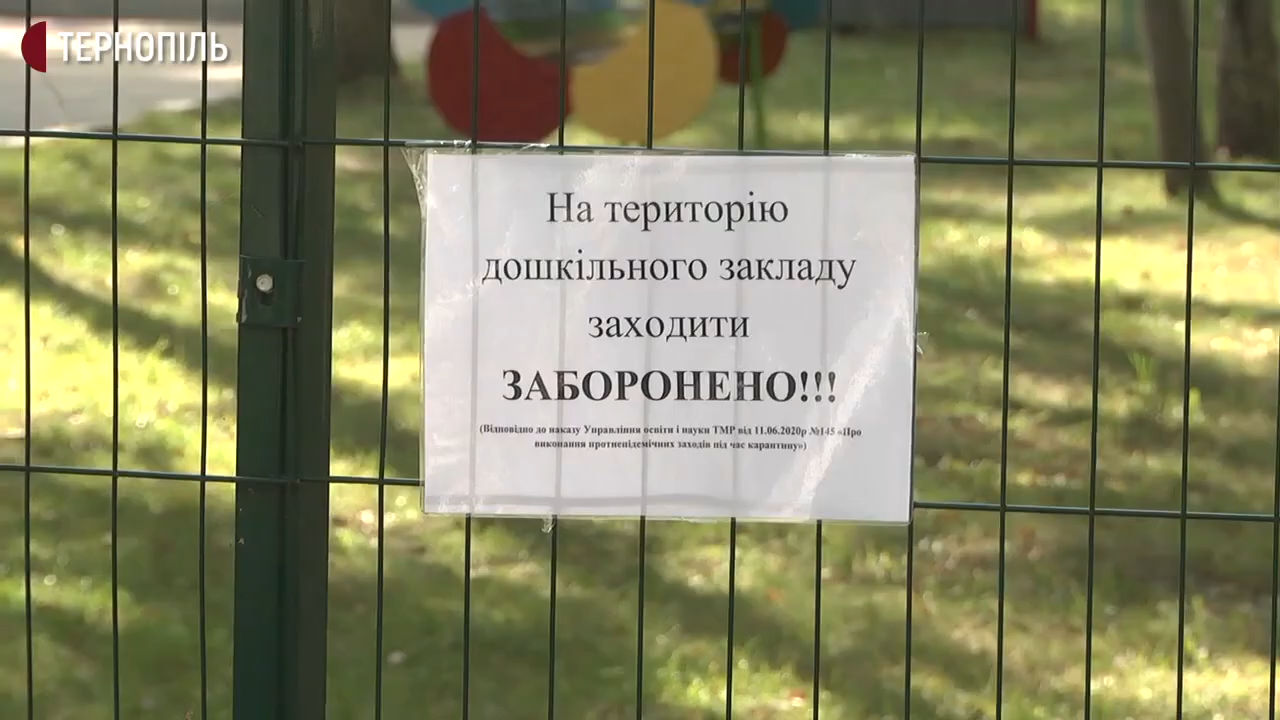 ТЕРНОПІЛЬ
На територію
дошкільного закладу
заходити
ЗАБОРОНЕНО!!!
(Відповідно до наказу Управління освіти і науки ТМР від 11.06.2020р №145 «Про
виконання протиепідемічних заходів під час карантину»)